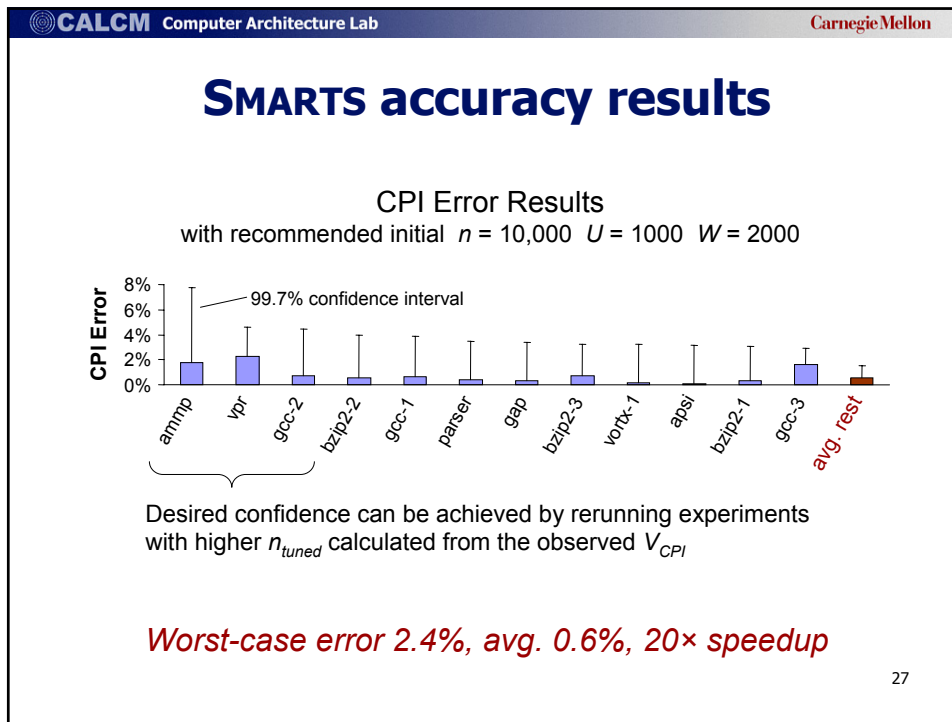 CALCM Computer Architecture Lab
Carnegie Mellon
SMARTS accuracy results
CPI Error Results
with recommended initial n = 10,000 U = 1000 W = 2000
CPI Error
8%
6%
4%
2%
0%
99.7% confidence interval
ammp
vpr
gcc-2
bzip2-2
gcc-1
parser
gap
bzip2-3
vortx-1
apsi
bzip2-1
gcc-3
avg. rest
Desired confidence can be achieved by rerunning experiments
with higher ntuned calculated from the observed VCPI
Worst-case error 2.4%, avg. 0.6%, 20× speedup
27